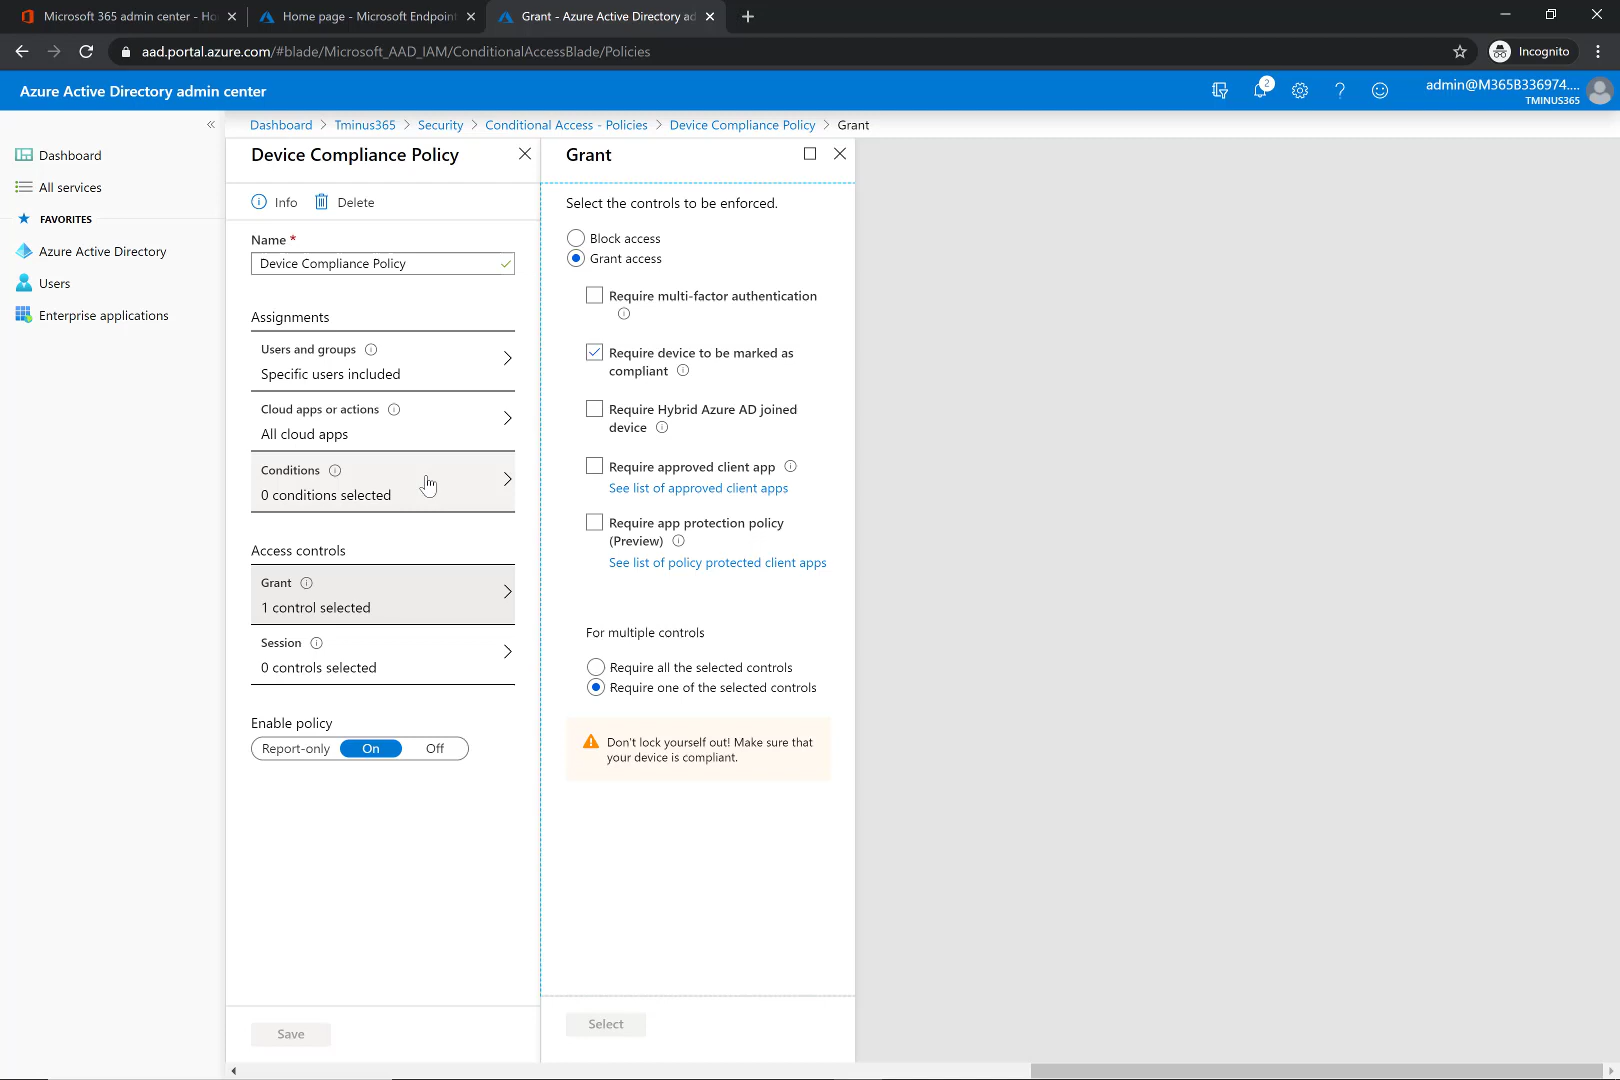 Microsoft 365 admin center - Ho
Home page - Microsoft Endpoint
Grant - Azure Active Directory ad
aad.portal.azure.com/#blade/Microsoft_AAD_IAM/ConditionalAccessBlade/Policies
Incognito
Azure Active Directory admin center
2
admin@M365B336974....
TMINUS365
Dashboard > Tminus365 > Security > Conditional Access - Policies > Device Compliance Policy > Grant
Dashboard
All services
FAVORITES
Azure Active Directory
Users
Enterprise applications
Device Compliance Policy
Info
Delete
Name *
Device Compliance Policy
Assignments
Users and groups
Specific users included
Cloud apps or actions
All cloud apps
Conditions
0 conditions selected
Access controls
Grant
1 control selected
Session
0 controls selected
Enable policy
Report-only On Off
Save
Grant
Select the controls to be enforced.
Block access
Grant access
Require multi-factor authentication
Require device to be marked as
compliant
Require Hybrid Azure AD joined
device
Require approved client app
See list of approved client apps
Require app protection policy
(Preview)
See list of policy protected client apps
For multiple controls
Require all the selected controls
Require one of the selected controls
Don't lock yourself out! Make sure that
your device is compliant.
Select